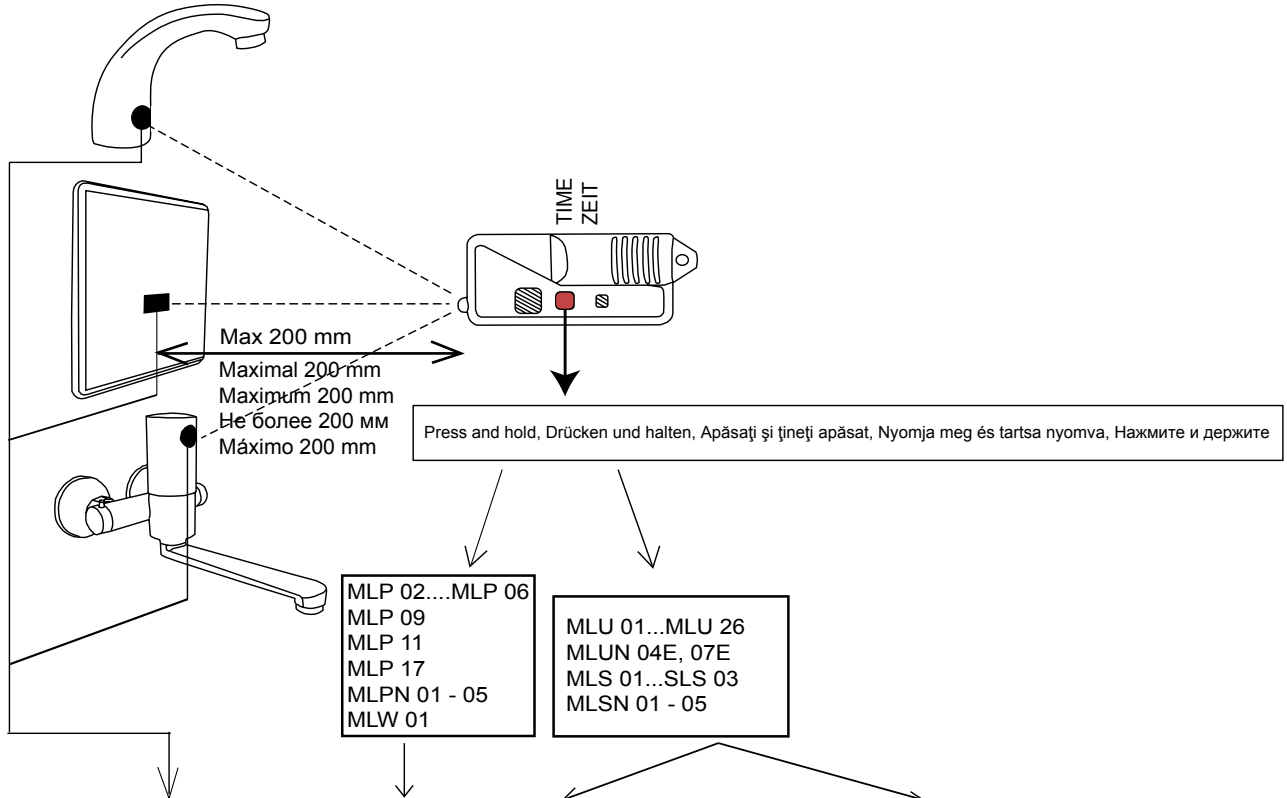 TIME
ZEIT
Max 200 mm
Maximal 200 mm
Maximum 200 mm
Не более 200 мм
Máximo 200 mm
Press and hold, Drücken und halten, Apăsaţi şi ţineţi apăsat, Nyomja meg és tartsa nyomva, Нажмите и держите
MLP 02....MLP 06
MLP 09
MLP 11
MLP 17
MLPN 01 - 05
MLW 01
MLU 01...MLU 26
MLUN 04E, 07E
MLS 01...SLS 03
MLSN 01 - 05